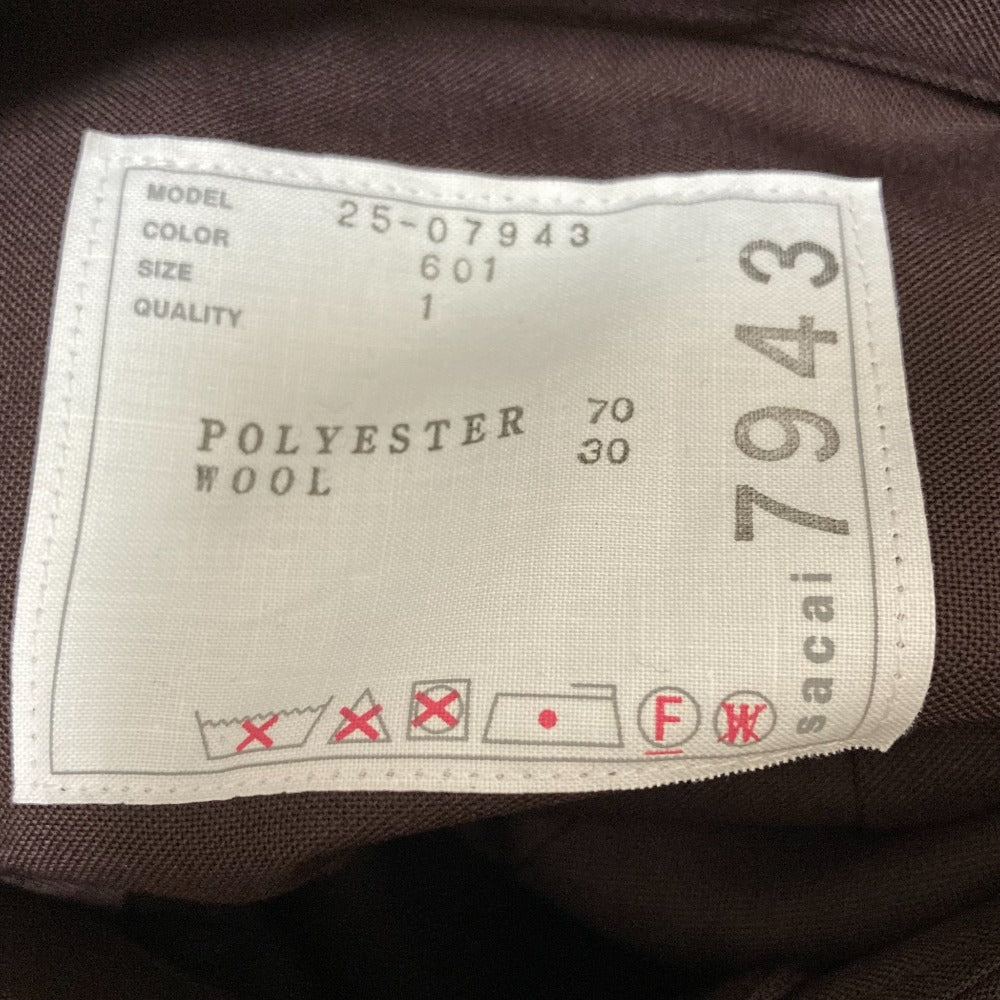 MODEL 25-07943
COLOR 601
SIZE 1
QUALITY
POLYESTER 70
WOOL 30
sacai 7943
F W